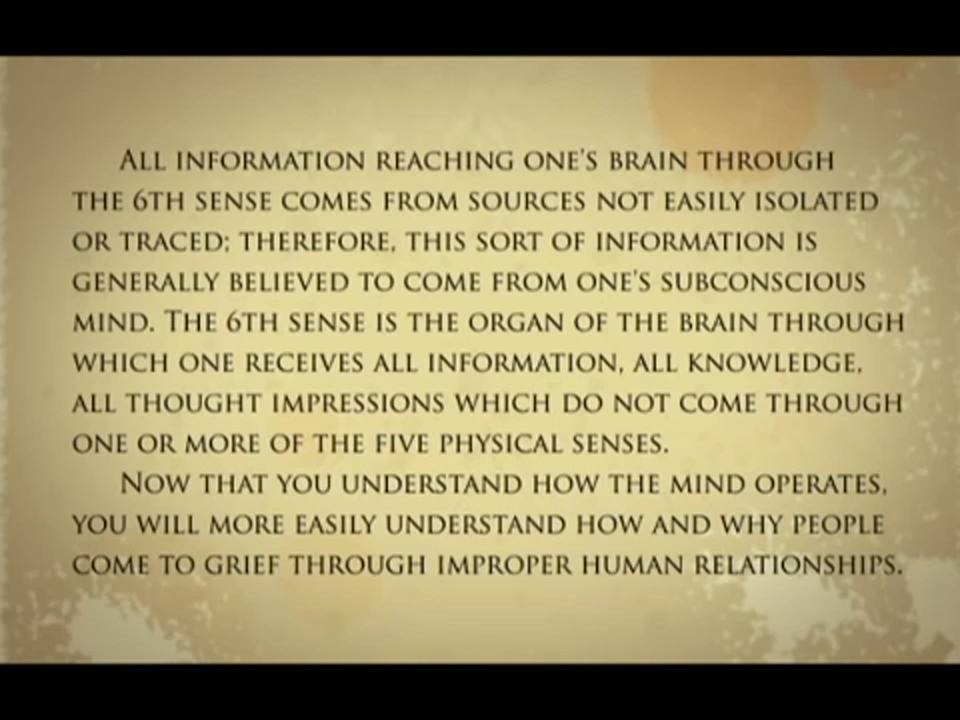 All information reaching one's brain through
the 6th sense comes from sources not easily isolated
or traced; therefore, this sort of information is
generally believed to come from one's subconscious
mind. The 6th sense is the organ of the brain through
which one receives all information, all knowledge,
all thought impressions which do not come through
one or more of the five physical senses.
Now that you understand how the mind operates,
you will more easily understand how and why people
come to grief through improper human relationships.